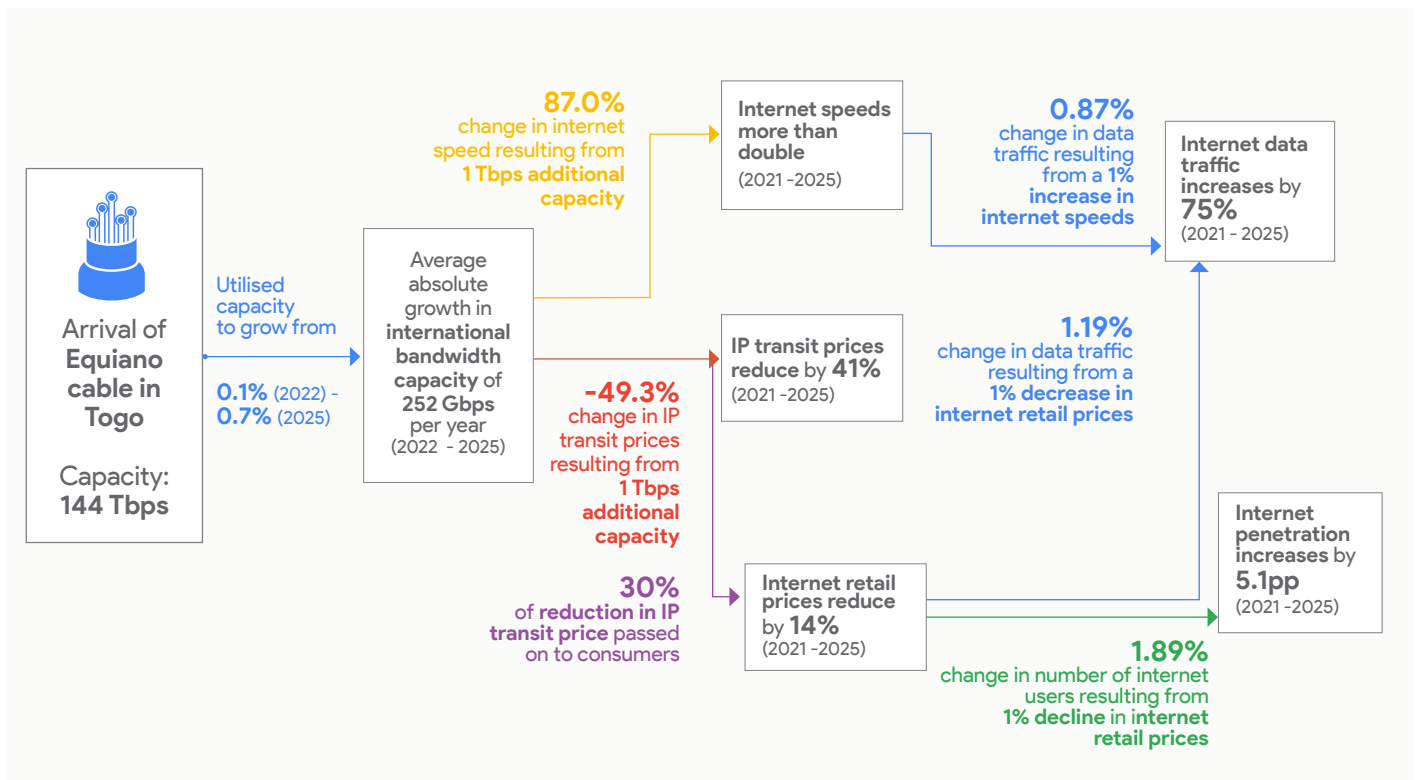 Arrival of
Equiano
cable in
Togo
Capacity:
144 Tbps
Utilised
capacity
to grow from
0.1% (2022) -
0.7% (2025)
Average
absolute
growth in
international
bandwidth
capacity of
252 Gbps
per year
(2022 - 2025)
87.0%
change in internet
speed resulting from
1 Tbps additional
capacity
Internet speeds
more than
double
(2021 -2025)
0.87%
change in data
traffic resulting
from a 1%
increase in
internet speeds
Internet data
traffic
increases by
75%
(2021 - 2025)
-49.3%
change in IP
transit prices
resulting from
1 Tbps
additional
capacity
IP transit prices
reduce by 41%
(2021 -2025)
1.19%
change in data traffic
resulting from a
1% decrease in
internet retail prices
30%
of reduction in IP
transit price passed
on to consumers
Internet retail
prices reduce
by 14%
(2021 -2025)
1.89%
change in number of internet
users resulting from
1% decline in internet
retail prices
Internet
penetration
increases by
5.1pp
(2021 -2025)